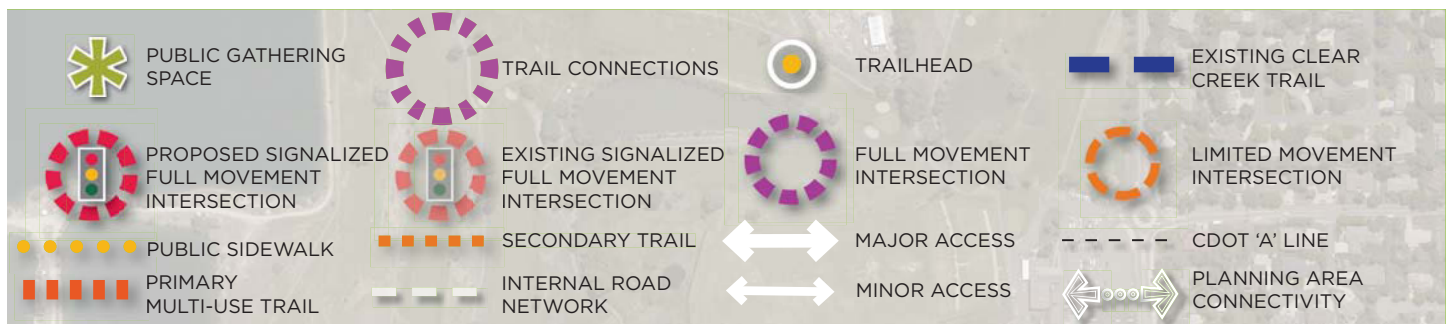 PUBLIC GATHERING
SPACE
TRAIL CONNECTIONS
TRAILHEAD
EXISTING CLEAR
CREEK TRAIL
PROPOSED SIGNALIZED
FULL MOVEMENT
INTERSECTION
EXISTING SIGNALIZED
FULL MOVEMENT
INTERSECTION
FULL MOVEMENT
INTERSECTION
LIMITED MOVEMENT
INTERSECTION
PUBLIC SIDEWALK
SECONDARY TRAIL
MAJOR ACCESS
CDOT ‘A’ LINE
PRIMARY
MULTI-USE TRAIL
INTERNAL ROAD
NETWORK
MINOR ACCESS
PLANNING AREA
CONNECTIVITY